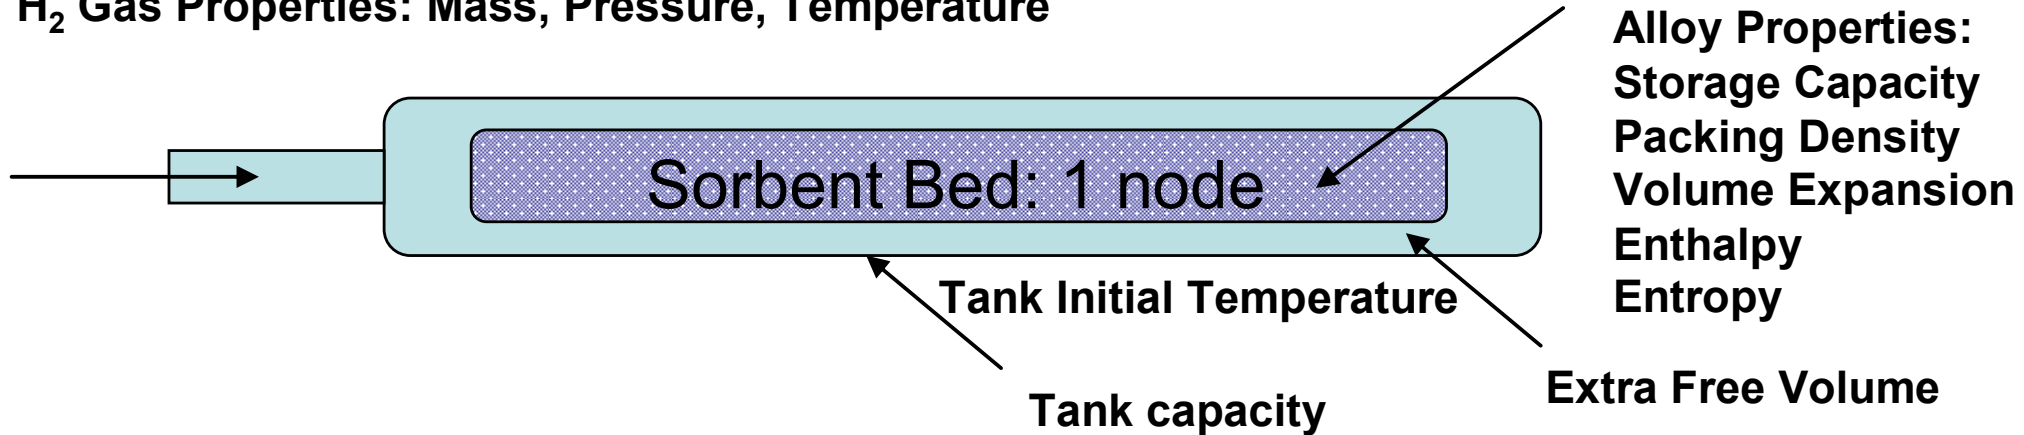 H₂ Gas Properties: Mass, Pressure, Temperature
Alloy Properties:
Storage Capacity
Packing Density
Volume Expansion
Enthalpy
Entropy
Sorbent Bed: 1 node
Tank Initial Temperature
Extra Free Volume
Tank capacity